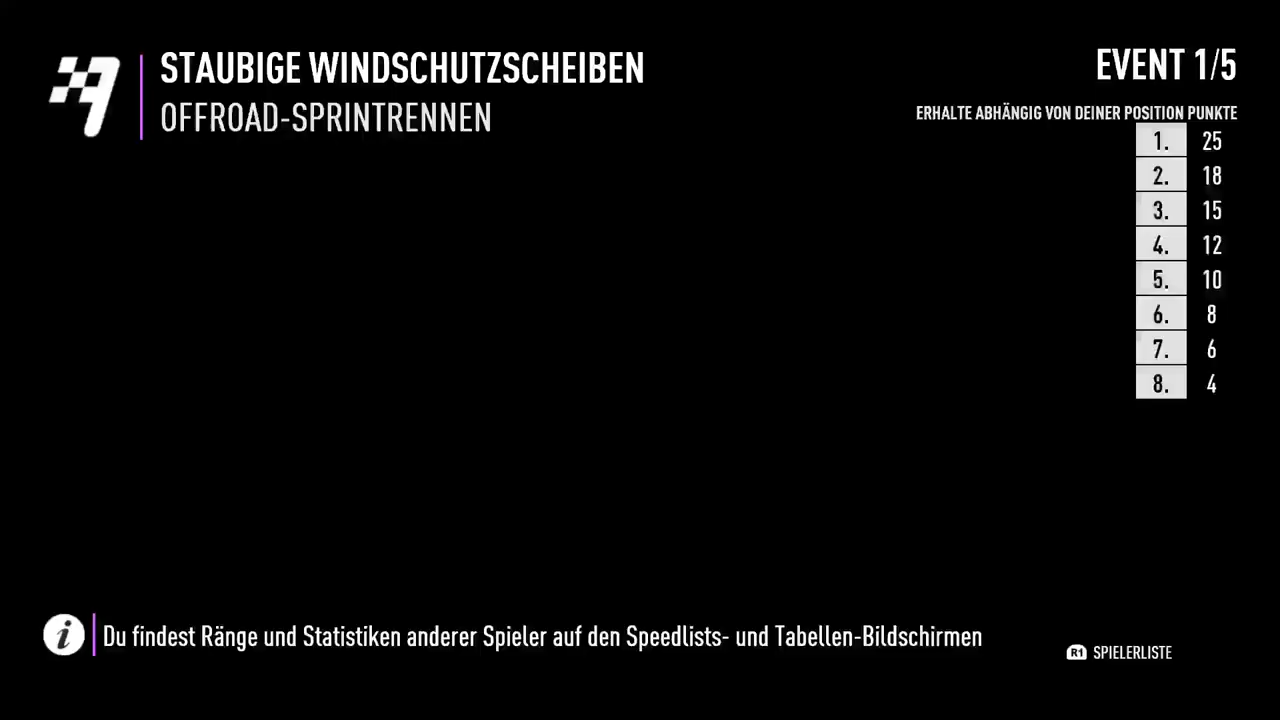 STAUBIGE WINDSCHUTZSCHEIBEN
OFFROAD-SPRINTRENNEN
EVENT 1/5
ERHALTE ABHÄNGIG VON DEINER POSITION PUNKTE
1. 25
2. 18
3. 15
4. 12
5. 10
6. 8
7. 6
8. 4
i Du findest Ränge und Statistiken anderer Spieler auf den Speedlists- und Tabellen-Bildschirmen
R1 SPIELERLISTE